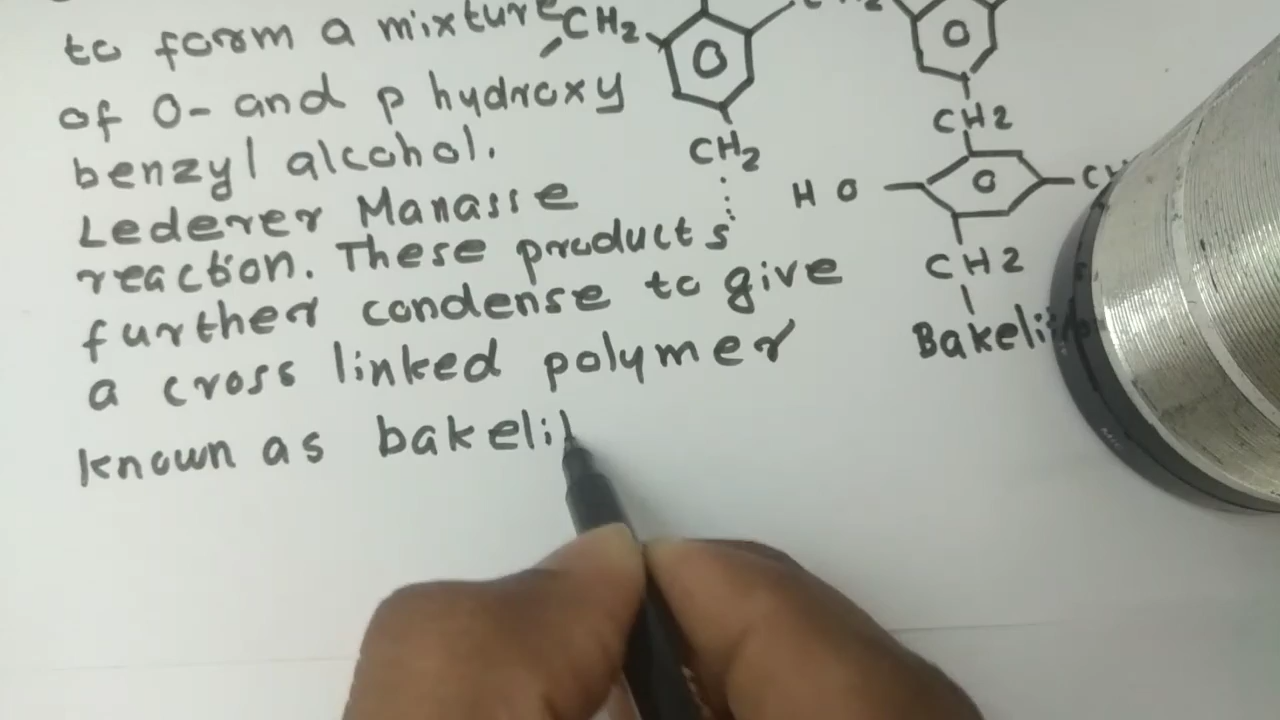 to form a mixture
of O- and p hydroxy
benzyl alcohol.
Lederer Manasse
reaction. These products
further condense to give
a cross linked polymer
known as bakeli
CH2
CH2
CH2
HO
CH2
Bakelite